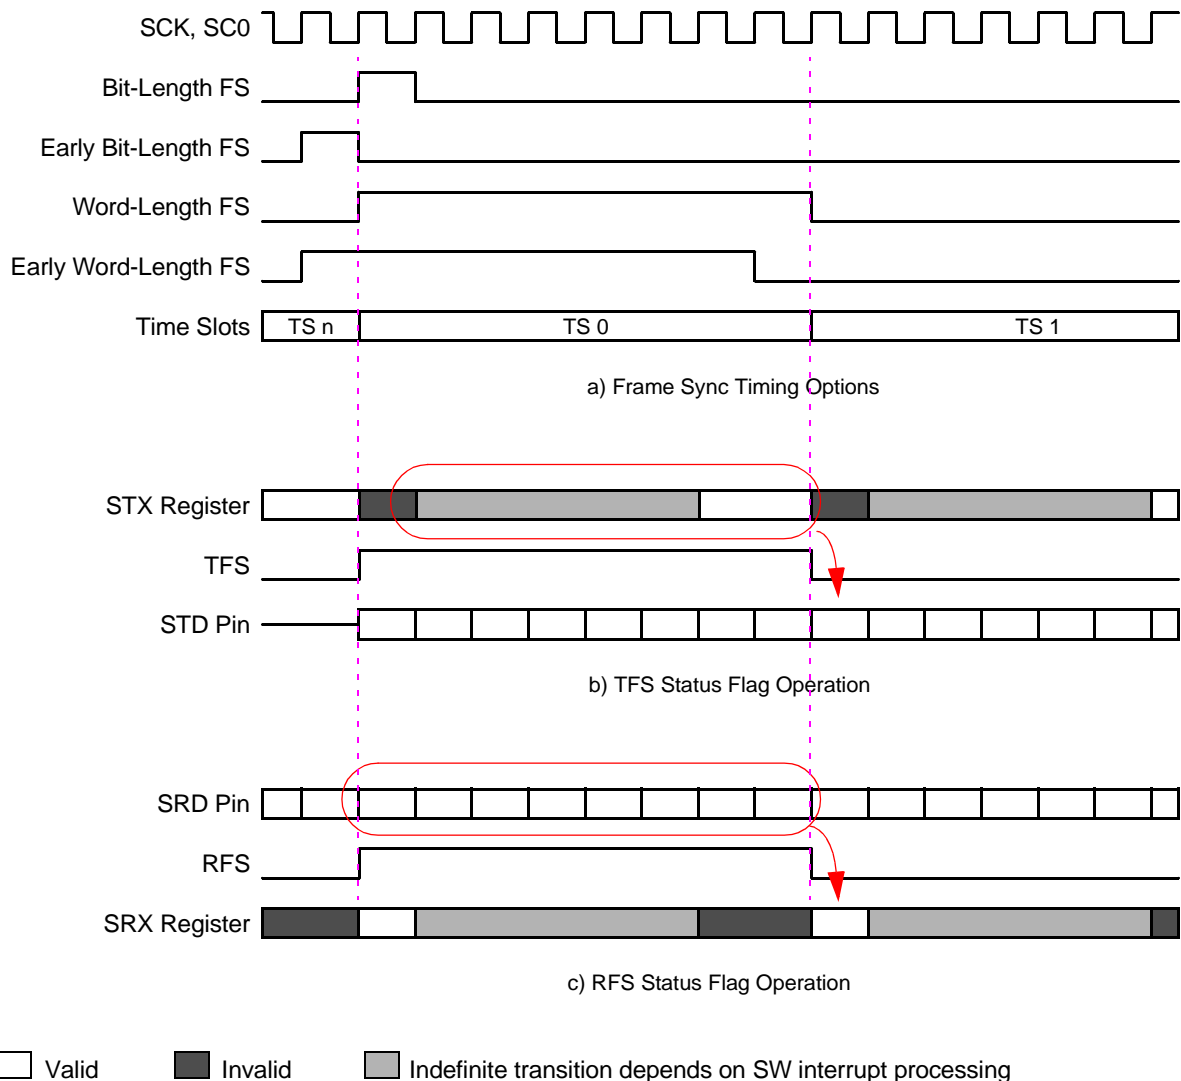 SCK, SC0
Bit-Length FS
Early Bit-Length FS
Word-Length FS
Early Word-Length FS
Time Slots TS n TS 0 TS 1
a) Frame Sync Timing Options
STX Register
TFS
STD Pin
b) TFS Status Flag Operation
SRD Pin
RFS
SRX Register
c) RFS Status Flag Operation
Valid Invalid Indefinite transition depends on SW interrupt processing